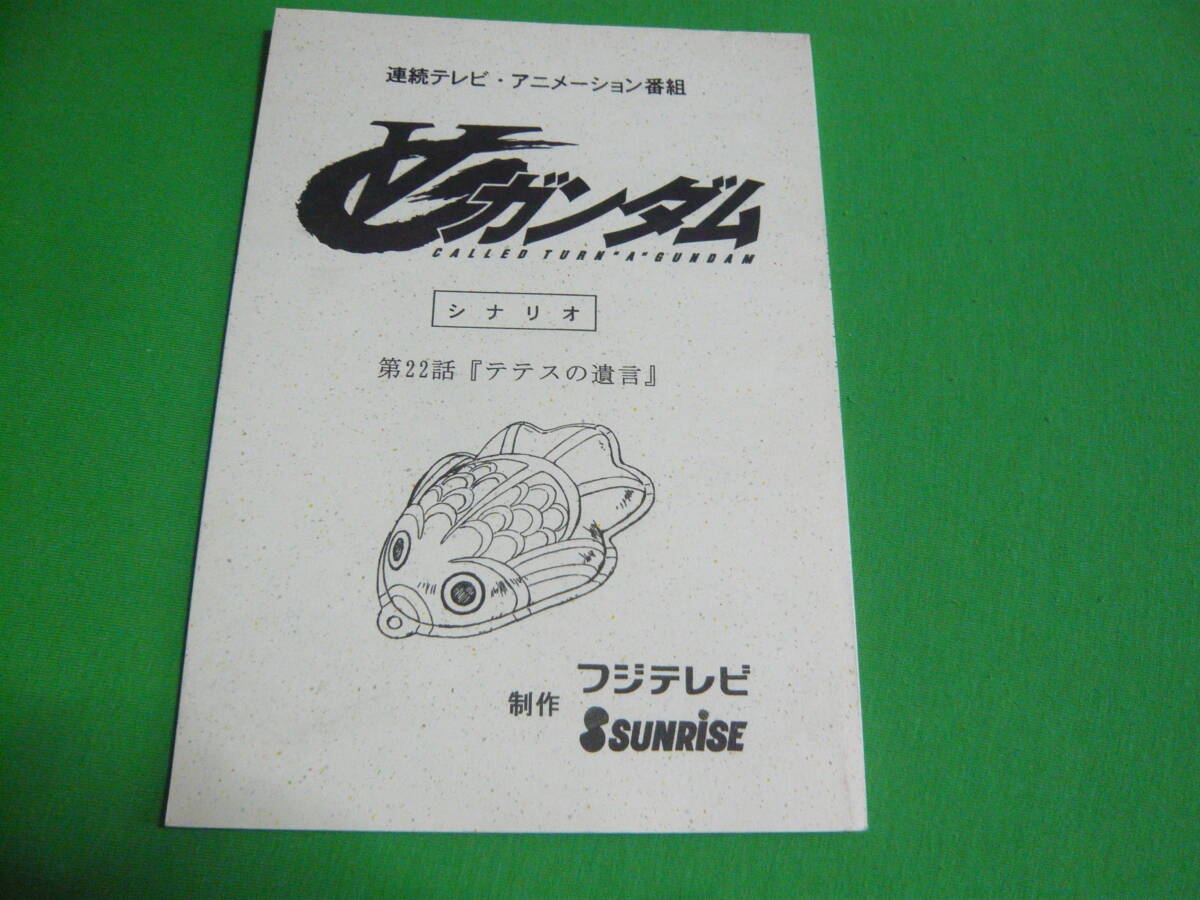 連続テレビ・アニメーション番組
∀ガンダム
CALLED TURN "A" GUNDAM
シナリオ
第22話『テテスの遺言』
制作
フジテレビ
SUNRISE